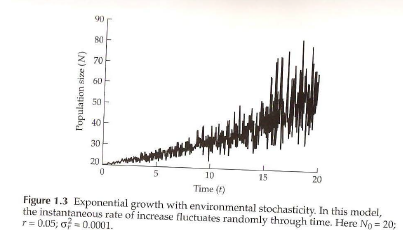 90
80
70
60
50
40
30
20
Population size (N)
0
5
10
15
20
Time (t)
Figure 1.3 Exponential growth with environmental stochasticity. In this model,
the instantaneous rate of increase fluctuates randomly through time. Here N₀ = 20;
r = 0.05; σ²ᵣ = 0.0001.